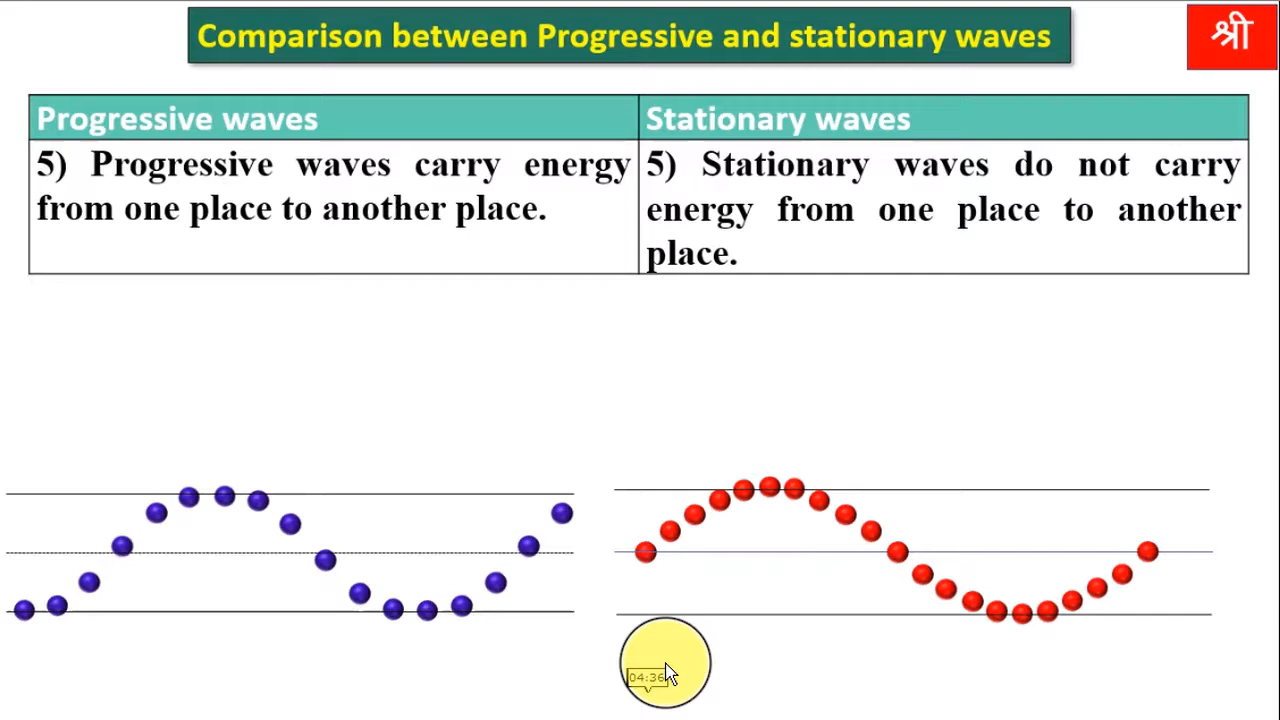 Comparison between Progressive and stationary waves
श्री
Progressive waves
Stationary waves
5) Progressive waves carry energy
from one place to another place.
5) Stationary waves do not carry
energy from one place to another
place.
04:36